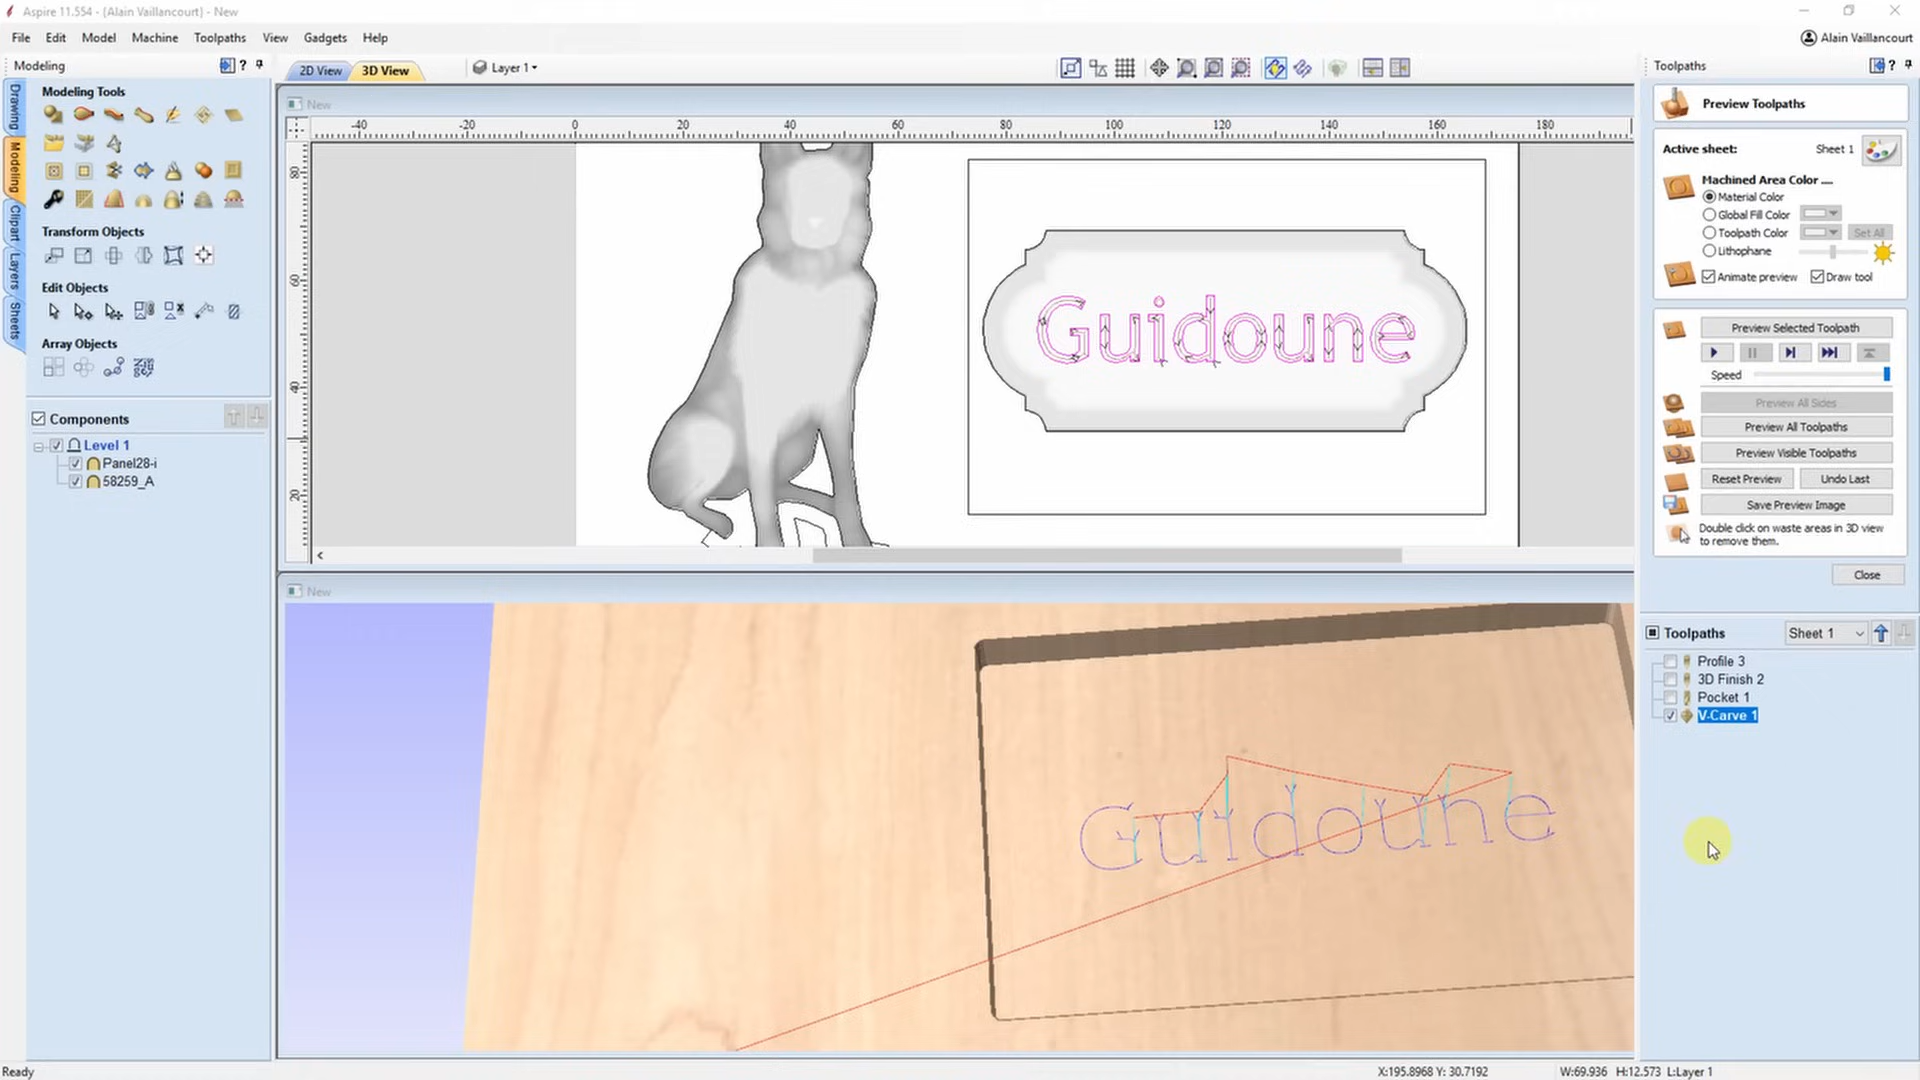 Aspire 11.554 - {Alain Vaillancourt} - New
File Edit Model Machine Toolpaths View Gadgets Help
Alain Vaillancourt
Modeling ?
2D View 3D View Layer 1
Toolpaths ?
Drawing
Modeling
Clipart
Layers
Sheets
Modeling Tools
Transform Objects
Edit Objects
Array Objects
Components
Level 1
Panel28-i
58259_A
New
-40 -20 0 20 40 60 80 100 120 140 160 180
80
60
40
20
Guidoune
New
Guidoune
Preview Toolpaths
Active sheet: Sheet 1
Machined Area Color ....
Material Color
Global Fill Color
Toolpath Color Set All
Lithophane
Animate preview Draw tool
Preview Selected Toolpath
Speed
Preview All Sides
Preview All Toolpaths
Preview Visible Toolpaths
Reset Preview Undo Last
Save Preview Image
Double click on waste areas in 3D view
to remove them.
Close
Toolpaths Sheet 1
Profile 3
3D Finish 2
Pocket 1
V-Carve 1
Ready
X:195.8968 Y: 30.7192 W:69.936 H:12.573 L:Layer 1